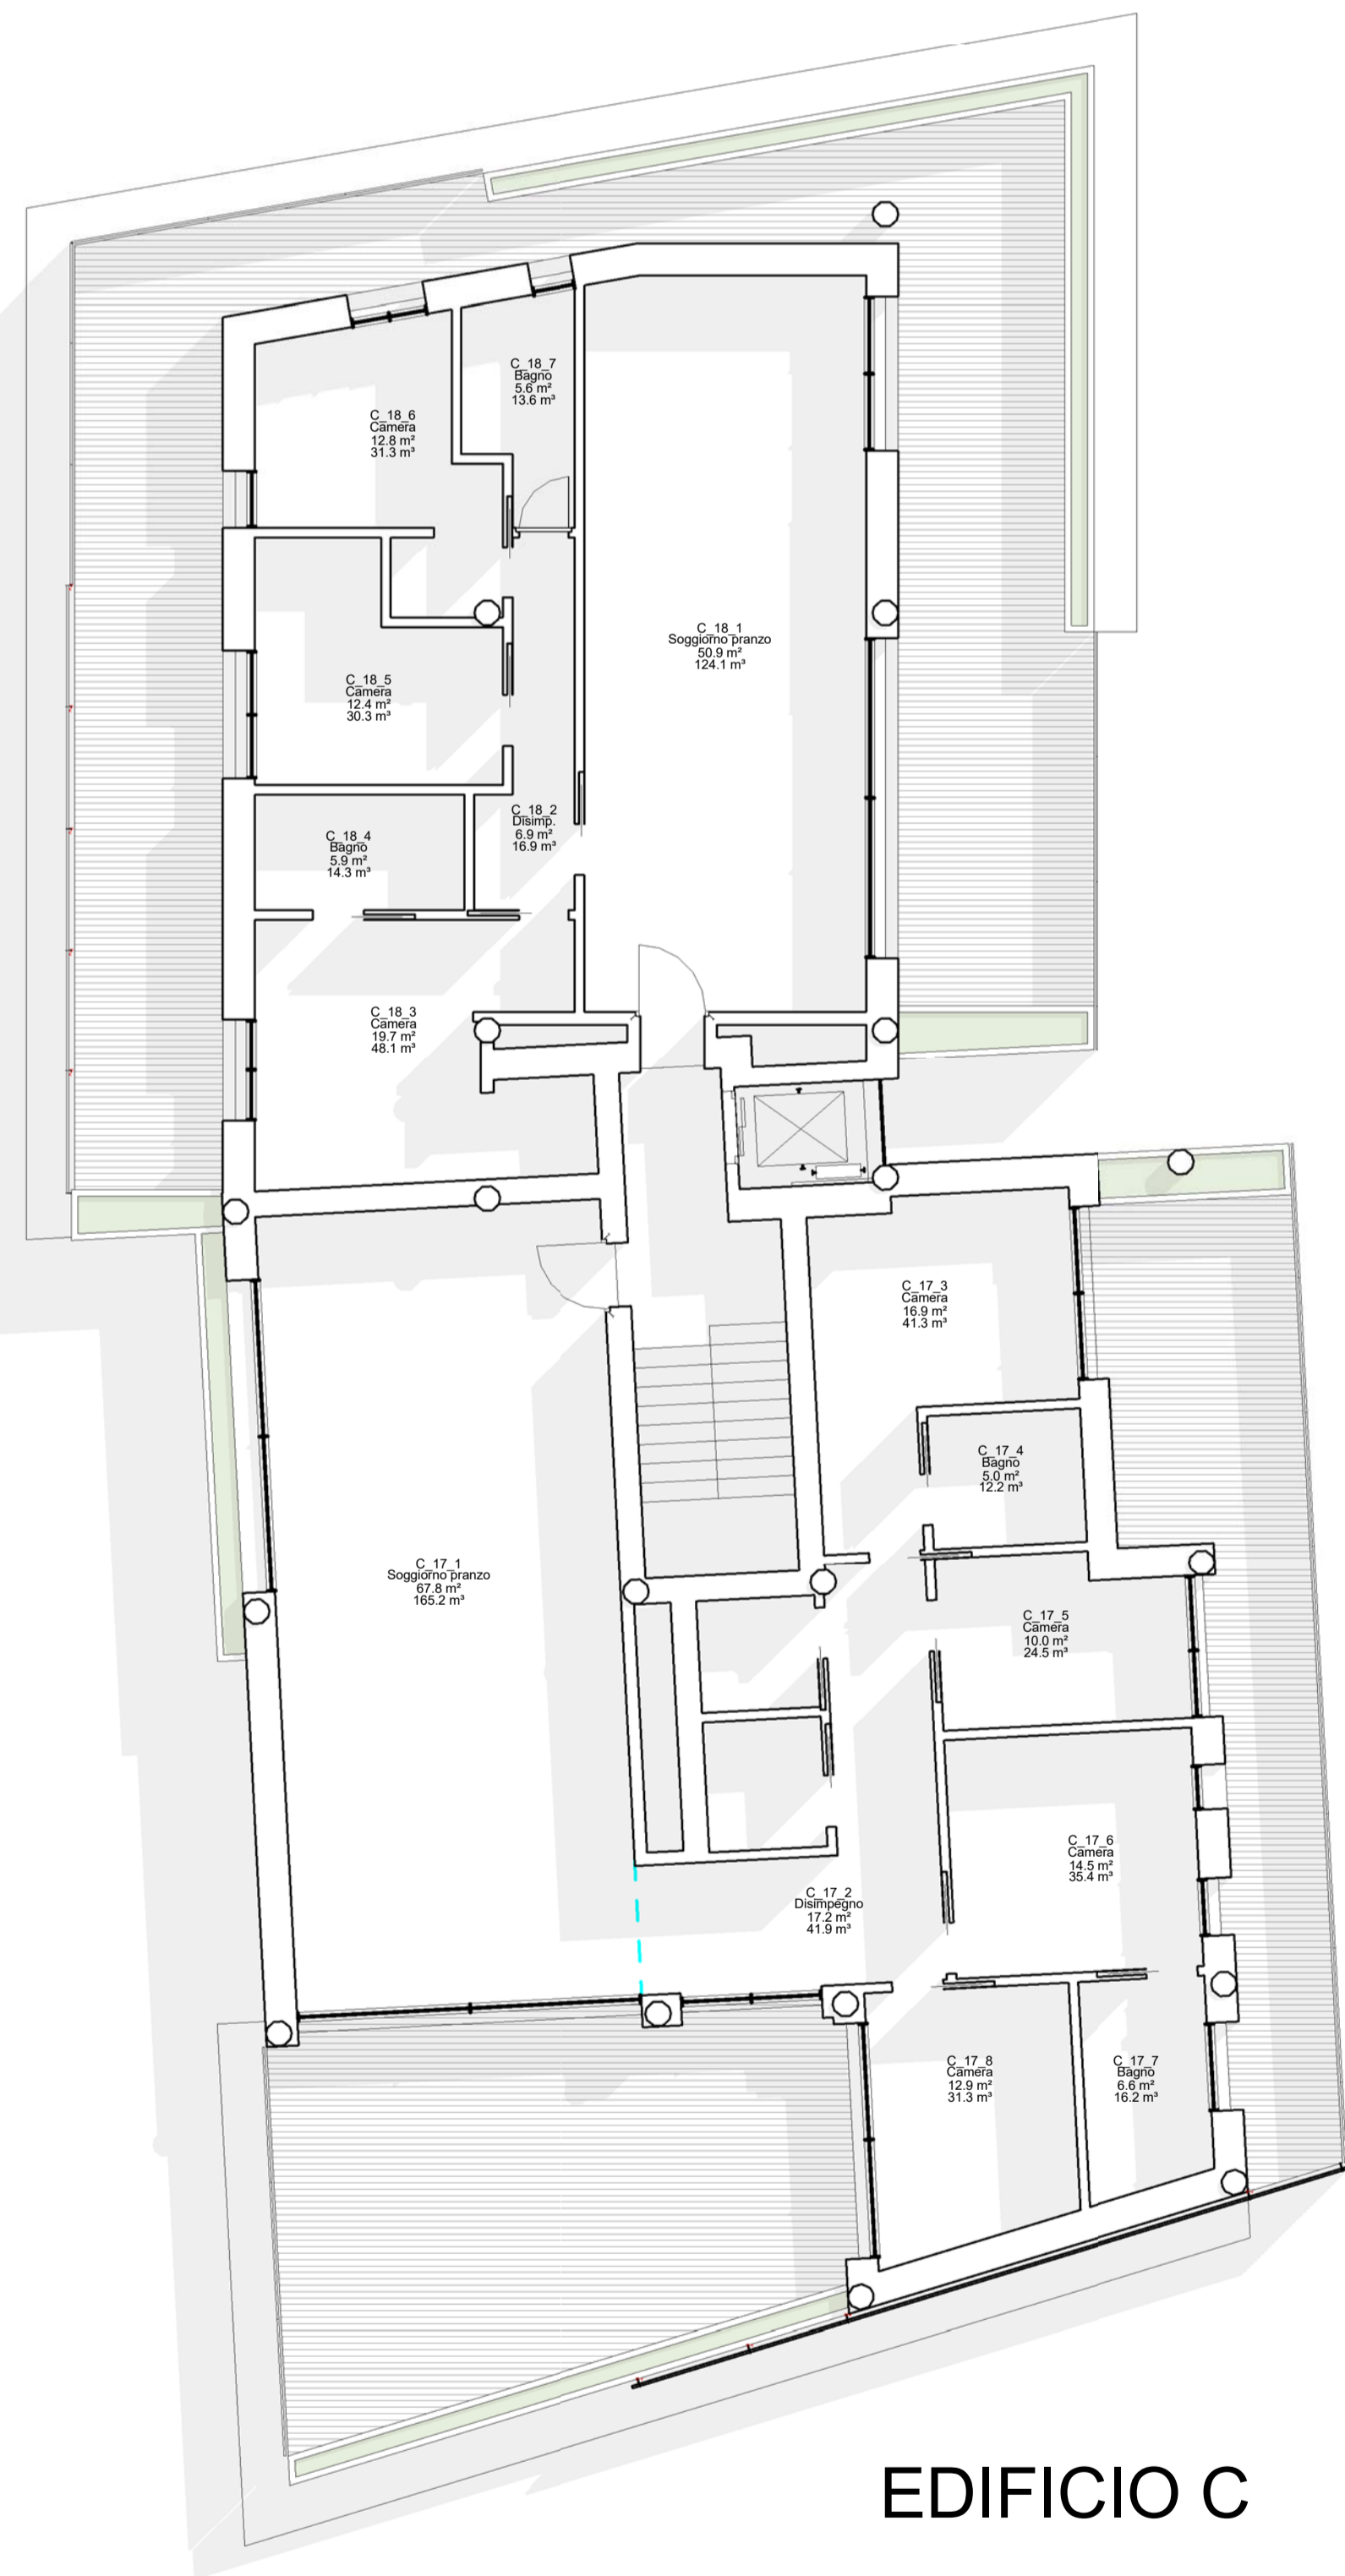 C_18_7
Bagno
5.6 m²
13.6 m³
C_18_6
Camera
12.8 m²
31.3 m³
C_18_1
Soggiorno pranzo
50.9 m²
124.1 m³
C_18_5
Camera
12.4 m²
30.3 m³
C_18_2
Disimp.
6.9 m²
16.9 m³
C_18_4
Bagno
5.9 m²
14.3 m³
C_18_3
Camera
19.7 m²
48.1 m³
C_17_3
Camera
16.9 m²
41.3 m³
C_17_4
Bagno
5.0 m²
12.2 m³
C_17_1
Soggiorno pranzo
67.8 m²
165.2 m³
C_17_5
Camera
10.0 m²
24.5 m³
C_17_6
Camera
14.5 m²
35.4 m³
C_17_2
Disimpegno
17.2 m²
41.9 m³
C_17_8
Camera
12.9 m²
31.3 m³
C_17_7
Bagno
6.6 m²
16.2 m³
EDIFICIO C